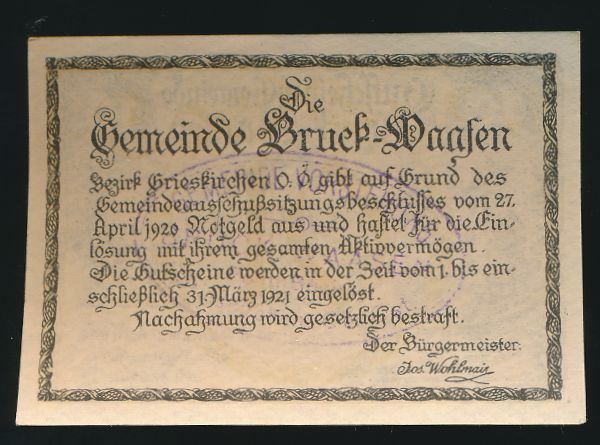 Die
Gemeinde Bruck-Waasen
Bezirk Grieskirchen O. Ö. gibt auf Grund des
Gemeindeausschußsitzungsbeschlusses vom 27.
April 1920 Notgeld aus und haftet für die Ein-
lösung mit ihrem gesamten Aktivvermögen.
Die Gutscheine werden in der Zeit vom 1. bis ein-
schließlich 31. März 1921 eingelöst.
Nachahmung wird gesetzlich bestraft.
Der Bürgermeister:
Jos. Wohlmair